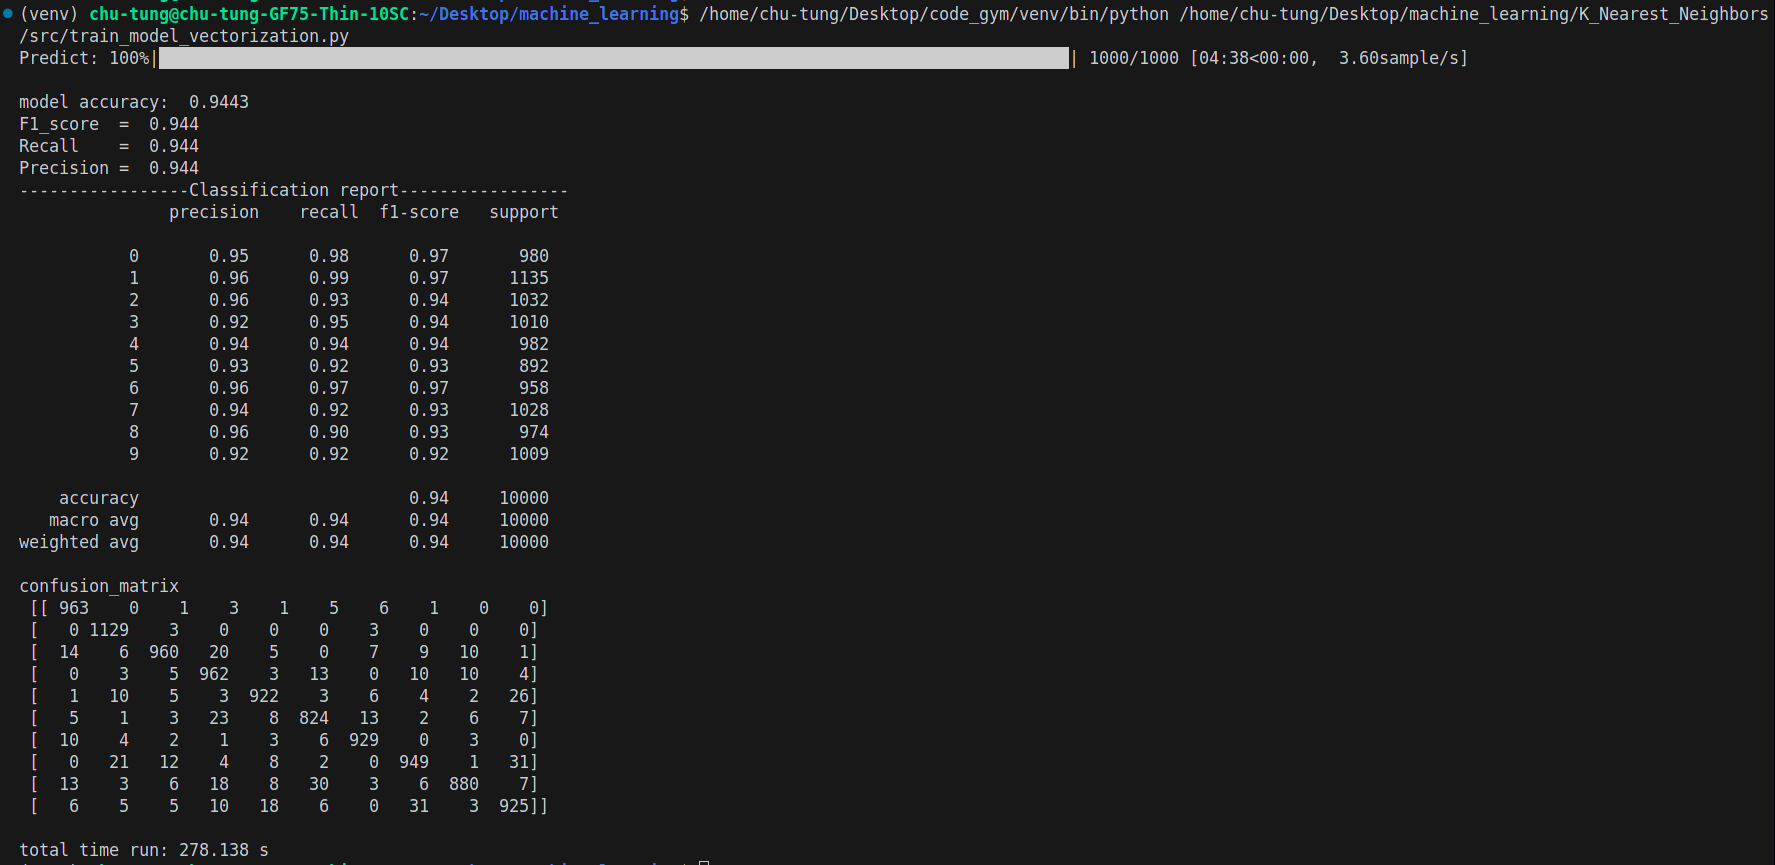 (venv) chu-tung@chu-tung-GF75-Thin-10SC:~/Desktop/machine_learning$ /home/chu-tung/Desktop/code_gym/venv/bin/python /home/chu-tung/Desktop/machine_learning/K_Nearest_Neighbors
/src/train_model_vectorization.py
Predict: 100%| | 1000/1000 [04:38<00:00,  3.60sample/s]
model accuracy:  0.9443
F1_score  =  0.944
Recall    =  0.944
Precision =  0.944
-----------------Classification report-----------------
precision    recall  f1-score   support
0       0.95      0.98      0.97       980
1       0.96      0.99      0.97      1135
2       0.96      0.93      0.94      1032
3       0.92      0.95      0.94      1010
4       0.94      0.94      0.94       982
5       0.93      0.92      0.93       892
6       0.96      0.97      0.97       958
7       0.94      0.92      0.93      1028
8       0.96      0.90      0.93       974
9       0.92      0.92      0.92      1009
accuracy                           0.94     10000
macro avg       0.94      0.94      0.94     10000
weighted avg       0.94      0.94      0.94     10000
confusion_matrix
[[ 963    0    1    3    1    5    6    1    0    0]
[   0 1129    3    0    0    0    3    0    0    0]
[  14    6  960   20    5    0    7    9   10    1]
[   0    3    5  962    3   13    0   10   10    4]
[   1   10    5    3  922    3    6    4    2   26]
[   5    1    3   23    8  824   13    2    6    7]
[  10    4    2    1    3    6  929    0    3    0]
[   0   21   12    4    8    2    0  949    1   31]
[  13    3    6   18    8   30    3    6  880    7]
[   6    5    5   10   18    6    0   31    3  925]]
total time run: 278.138 s